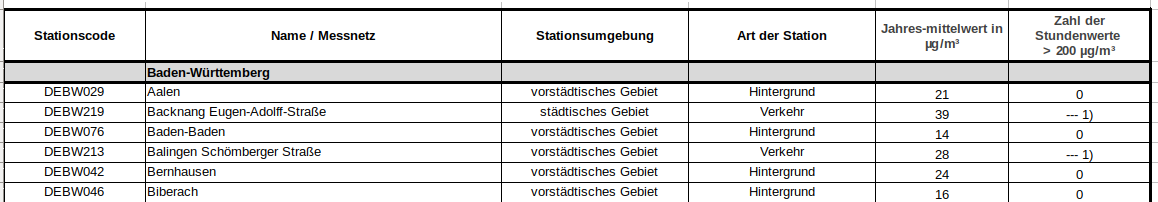 Stationscode Name / Messnetz Stationsumgebung Art der Station Jahres-mittelwert in µg/m³ Zahl der Stundenwerte > 200 µg/m³
Baden-Württemberg
DEBW029 Aalen vorstädtisches Gebiet Hintergrund 21 0
DEBW219 Backnang Eugen-Adolff-Straße städtisches Gebiet Verkehr 39 --- 1)
DEBW076 Baden-Baden vorstädtisches Gebiet Hintergrund 14 0
DEBW213 Balingen Schömberger Straße vorstädtisches Gebiet Verkehr 28 --- 1)
DEBW042 Bernhausen vorstädtisches Gebiet Hintergrund 24 0
DEBW046 Biberach vorstädtisches Gebiet Hintergrund 16 0